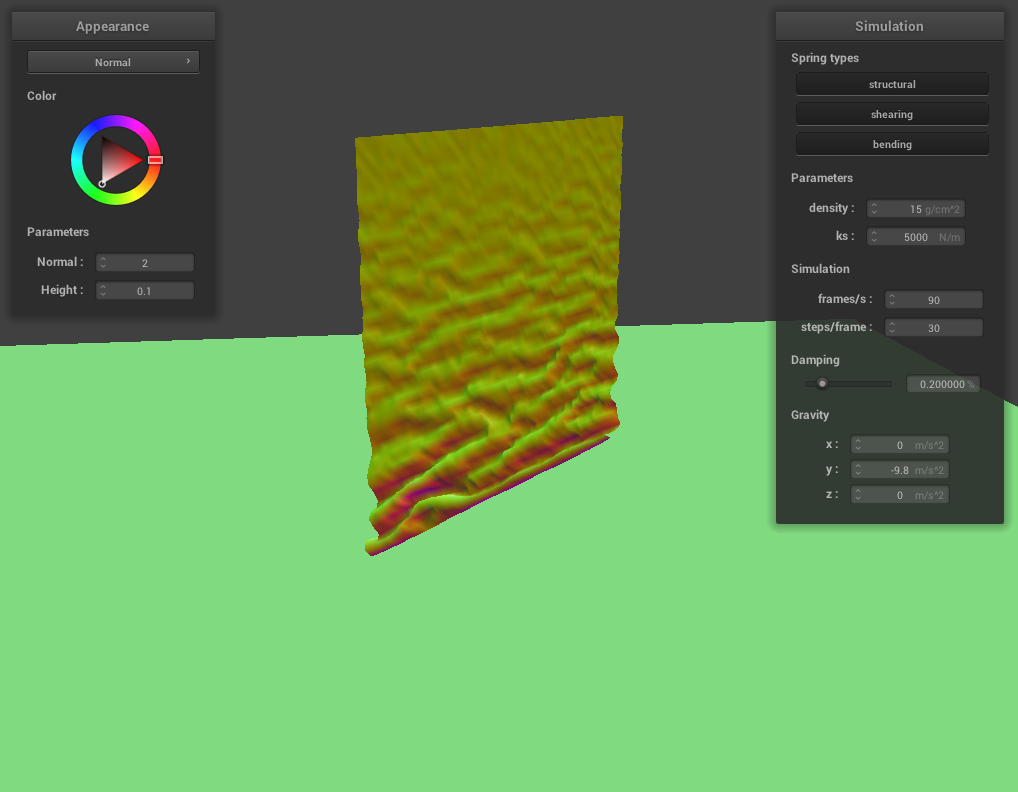 Appearance
Normal ›
Color
Parameters
Normal : 2
Height : 0.1
Simulation
Spring types
structural
shearing
bending
Parameters
density : 15 g/cm^2
ks : 5000 N/m
Simulation
frames/s : 90
steps/frame : 30
Damping
0.200000 %
Gravity
x : 0 m/s^2
y : -9.8 m/s^2
z : 0 m/s^2